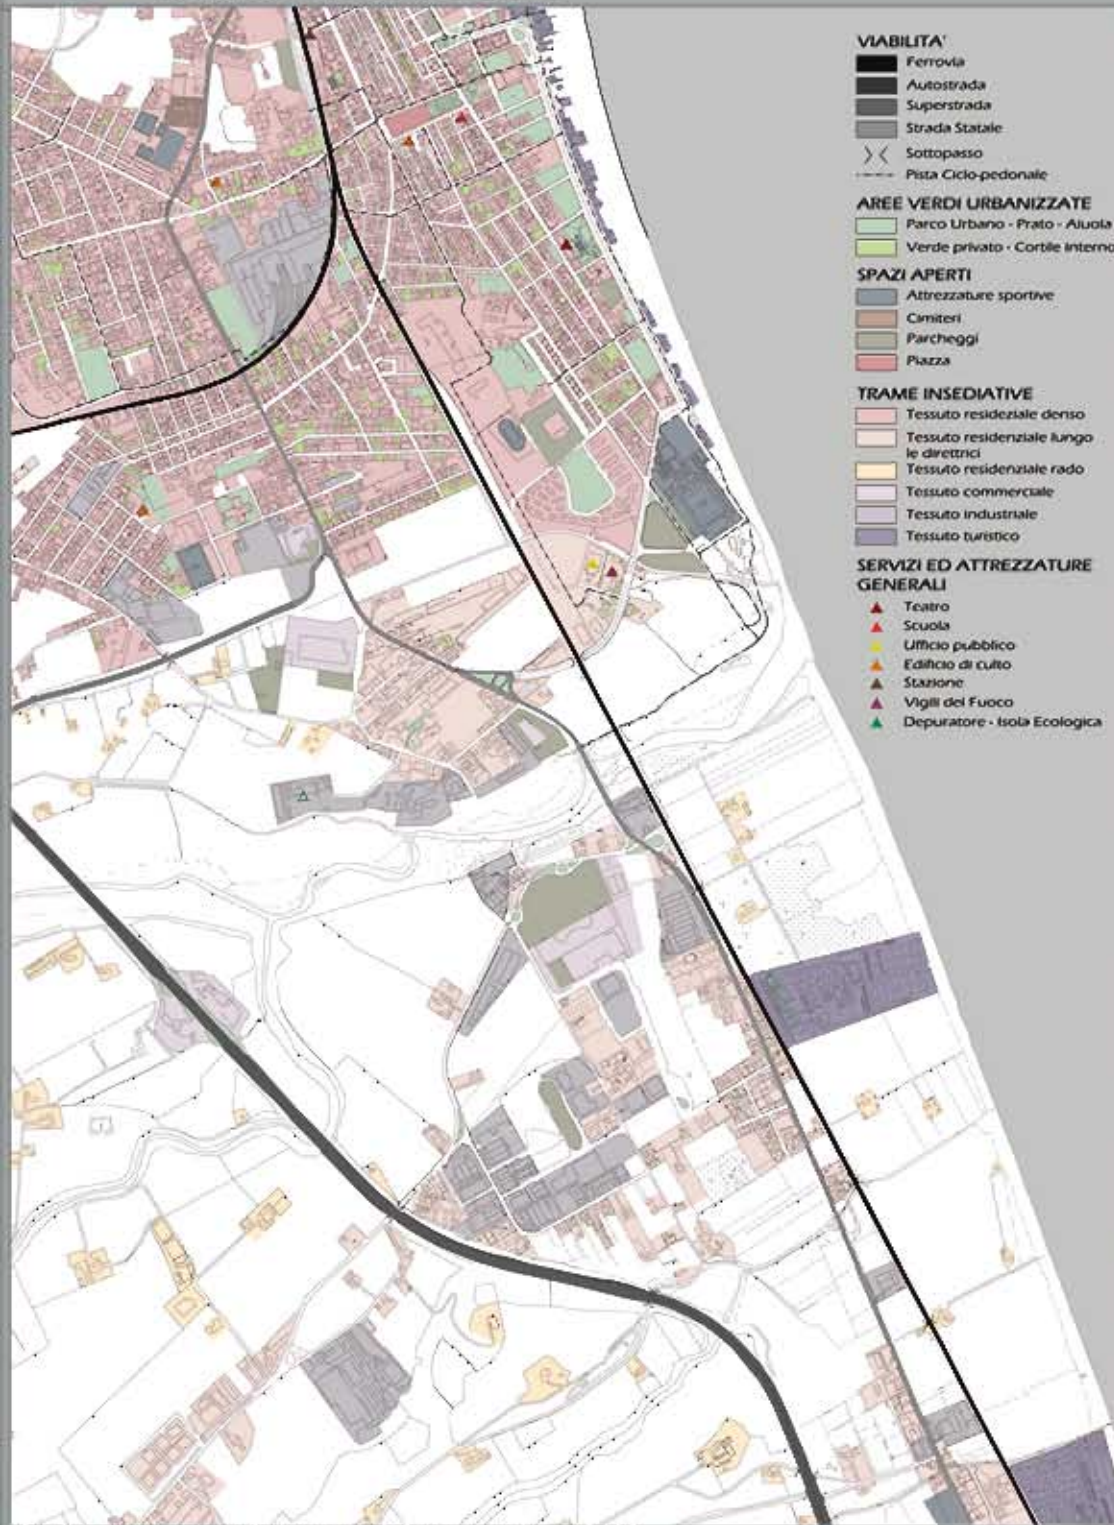 VIABILITA'
Ferrovia
Autostrada
Superstrada
Strada Statale
Sottopasso
Pista Ciclo-pedonale
AREE VERDI URBANIZZATE
Parco Urbano - Prato - Aiuola
Verde privato - Cortile interno
SPAZI APERTI
Attrezzature sportive
Cimiteri
Parcheggi
Piazza
TRAME INSEDIATIVE
Tessuto resideziale denso
Tessuto residenziale lungo
le direttrici
Tessuto residenziale rado
Tessuto commerciale
Tessuto industriale
Tessuto turistico
SERVIZI ED ATTREZZATURE
GENERALI
Teatro
Scuola
Ufficio pubblico
Edificio di culto
Stazione
Vigili del Fuoco
Depuratore - Isola Ecologica